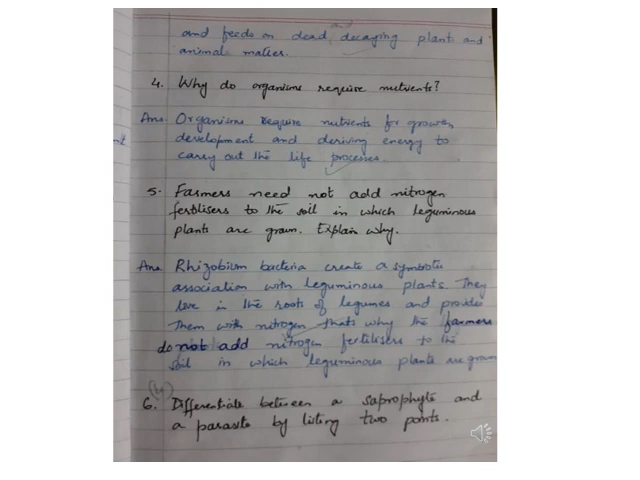 and
and feeds on dead, decaying plant and
animal matter.
4. Why do organisms require nutrients?
Ans. Organisms require nutrients for growth,
development and deriving energy to
carry out the life processes.
5. Farmers need not add nitrogen
fertilisers to the soil in which leguminous
plants are grown. Explain why.
Ans. Rhizobium bacteria create a symbiotic
association with leguminous plants. They
live in the roots of legumes and provides
them with nitrogen thats why the farmers
do not add nitrogen fertilisers to the
soil in which leguminous plants are grown
6. Differentiate between a saprophyte and
a parasite by listing two points.